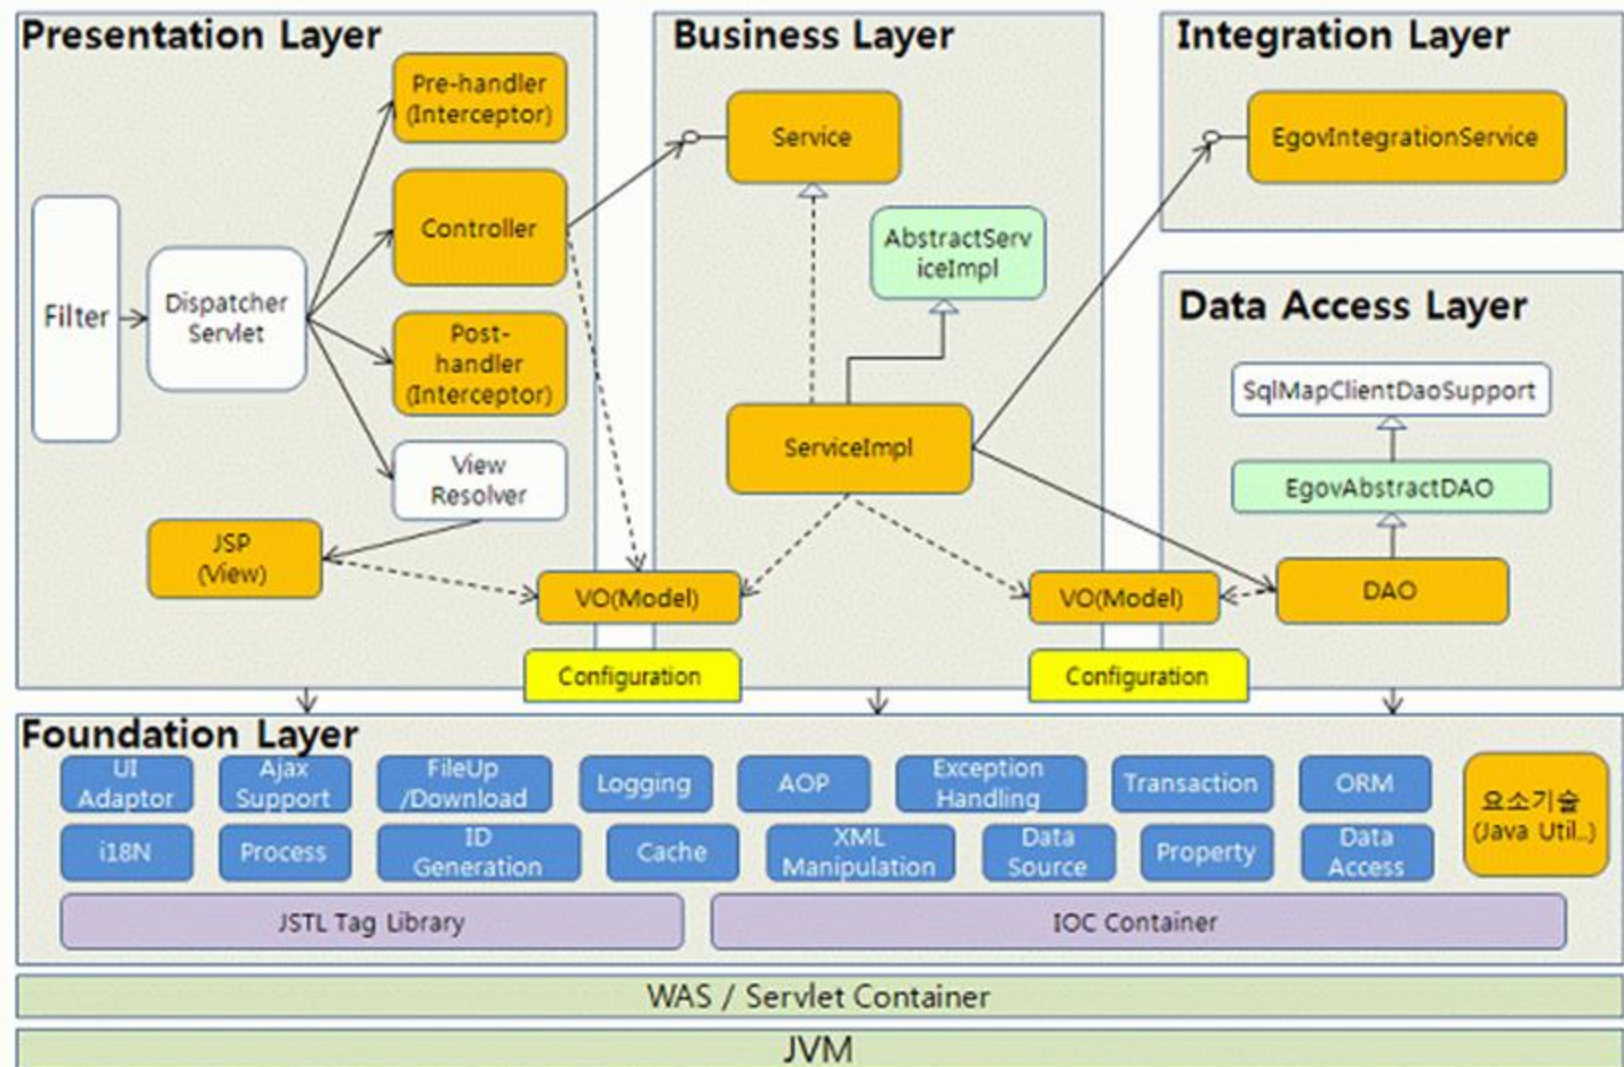 Presentation Layer
Pre-handler
(Interceptor)
Controller
Filter
Dispatcher
Servlet
Post-
handler
(Interceptor)
View
Resolver
JSP
(View)
Business Layer
Service
AbstractServ
iceImpl
ServiceImpl
VO(Model)
Configuration
Integration Layer
EgovIntegrationService
Data Access Layer
SqlMapClientDaoSupport
EgovAbstractDAO
DAO
VO(Model)
Configuration
Foundation Layer
UI
Adaptor
Ajax
Support
FileUp
/Download
Logging
AOP
Exception
Handling
Transaction
ORM
요소기술
(Java Util..)
i18N
Process
ID
Generation
Cache
XML
Manipulation
Data
Source
Property
Data
Access
JSTL Tag Library
IOC Container
WAS / Servlet Container
JVM